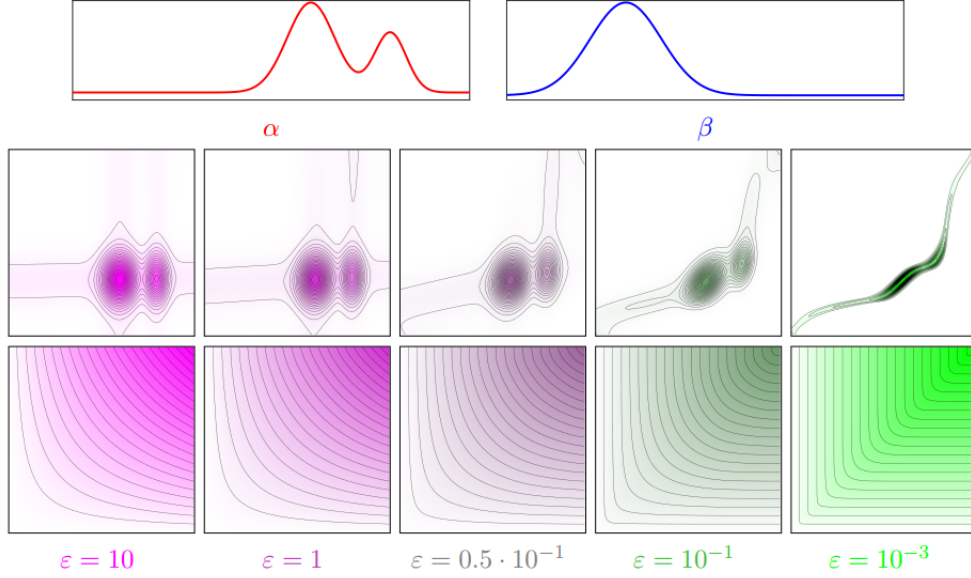 α β
ε = 10 ε = 1 ε = 0.5 · 10⁻¹ ε = 10⁻¹ ε = 10⁻³